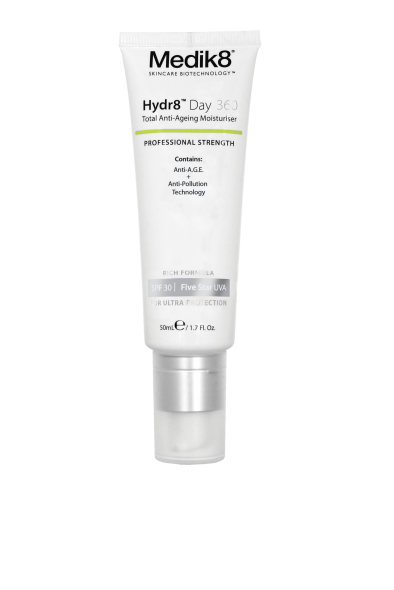 Medik8®
SKINCARE BIOTECHNOLOGY™
Hydr8™ Day 360
Total Anti-Ageing Moisturiser
PROFESSIONAL STRENGTH
Contains:
Anti-A.G.E.
+
Anti-Pollution
Technology
RICH FORMULA
SPF 30 | Five Star UVA
FOR ULTRA PROTECTION
50mL ℮/1.7 Fl. Oz.